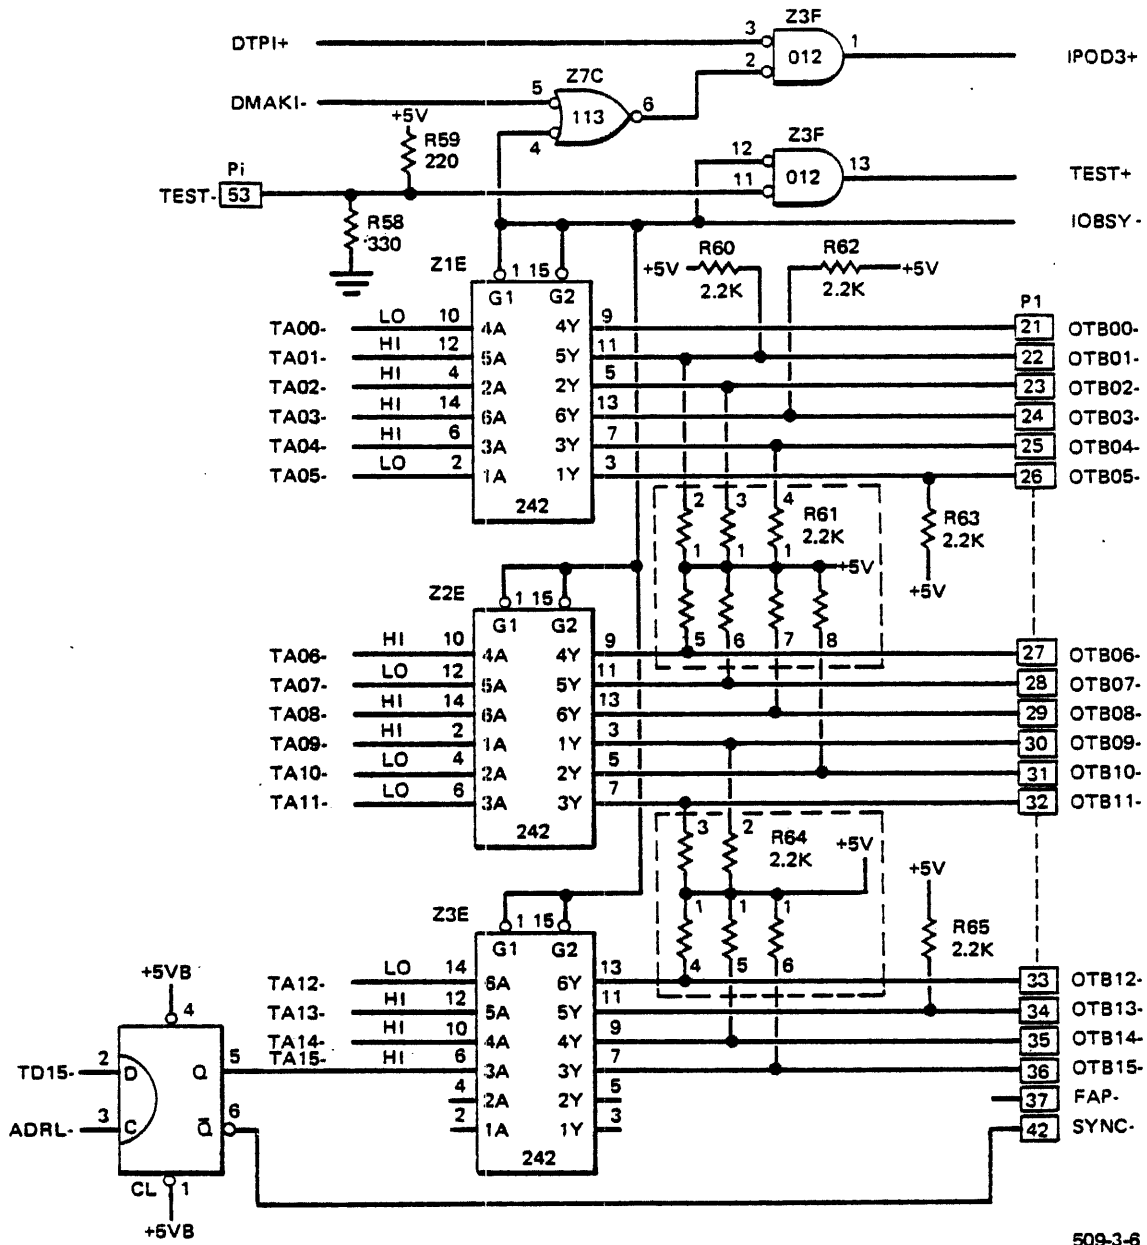 Z3F
DTPI+ 3 1
012 IPOD3+
2
Z7C
DMAKI- 5 6
113
4
+5V
R59
220
Z3F
12 13
012 TEST+
11
Pi
TEST- 53
R58
330
IOBSY-
Z1E 1 15
G1 G2
R60 R62
+5V +5V
2.2K 2.2K
P1
TA00- LO 10 4A 4Y 9 21 OTB00-
TA01- HI 12 5A 5Y 11 22 OTB01-
TA02- HI 4 2A 2Y 5 23 OTB02-
TA03- HI 14 6A 6Y 13 24 OTB03-
TA04- HI 6 3A 3Y 7 25 OTB04-
TA05- LO 2 1A 1Y 3 26 OTB05-
242
2 3 4 R61
2.2K
1 1 1 +5V
R63
2.2K
+5V
5 6 7 8
Z2E 1 15
G1 G2
TA06- HI 10 4A 4Y 9 27 OTB06-
TA07- LO 12 5A 5Y 11 28 OTB07-
TA08- HI 14 6A 6Y 13 29 OTB08-
TA09- HI 2 1A 1Y 3 30 OTB09-
TA10- LO 4 2A 2Y 5 31 OTB10-
TA11- LO 6 3A 3Y 7 32 OTB11-
242
3 2 R64
2.2K
+5V
1 1 1
4 5 6
+5V
R65
2.2K
Z3E 1 15
G1 G2
TA12- LO 14 6A 6Y 13 33 OTB12-
TA13- HI 12 5A 5Y 11 34 OTB13-
TA14- HI 10 4A 4Y 9 35 OTB14-
TA15- HI 6 3A 3Y 7 36 OTB15-
4 2A 2Y 5 37 FAP-
2 1A 1Y 3 42 SYNC-
242
+5VB
4
TD15- 2 D Q 5
ADRL- 3 C Q̅ 6
CL 1
+5VB
509-3-6